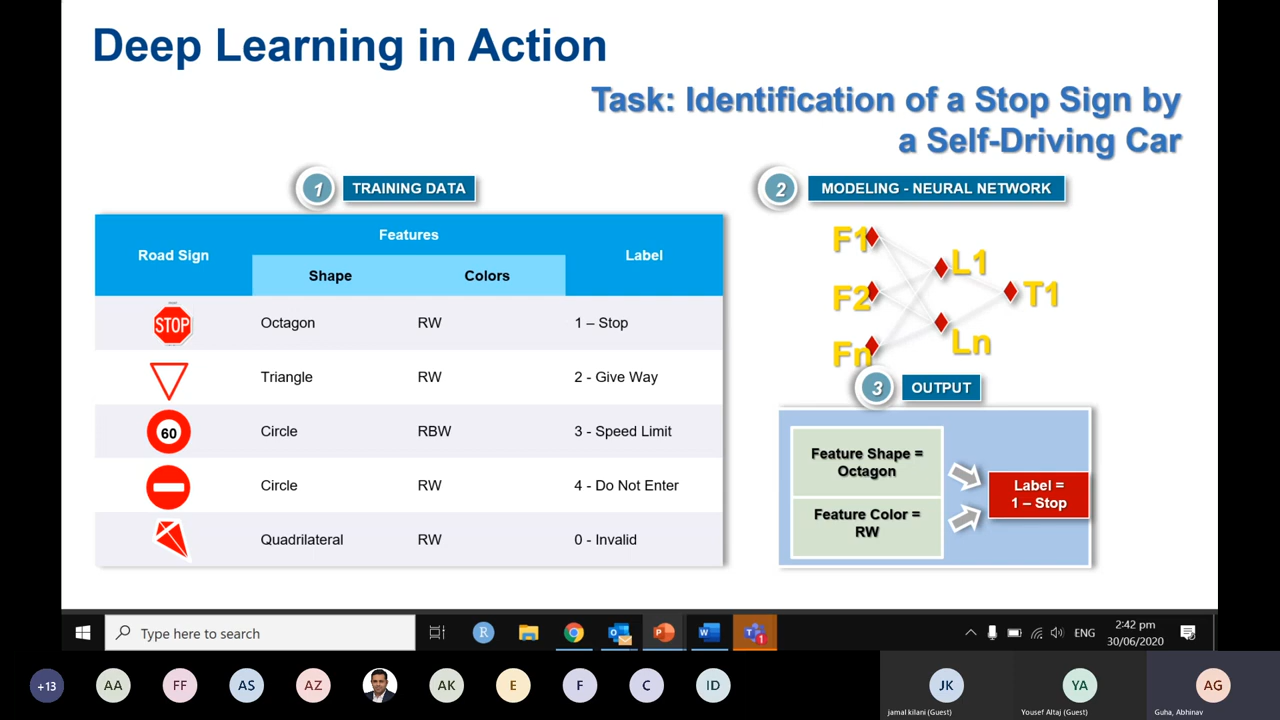 Deep Learning in Action
Task: Identification of a Stop Sign by
a Self-Driving Car
1 TRAINING DATA
Road Sign
Features
Label
Shape
Colors
STOP
Octagon
RW
1 – Stop
Triangle
RW
2 - Give Way
60
Circle
RBW
3 - Speed Limit
Circle
RW
4 - Do Not Enter
Quadrilateral
RW
0 - Invalid
2 MODELING - NEURAL NETWORK
F1
F2
Fn
L1
Ln
T1
3 OUTPUT
Feature Shape =
Octagon
Feature Color =
RW
Label =
1 – Stop
Type here to search
R
1
ENG
2:42 pm
30/06/2020
+13
AA
FF
AS
AZ
AK
E
F
C
ID
JK
jamal kilani (Guest)
YA
Yousef Altaj (Guest)
AG
Guha, Abhinav